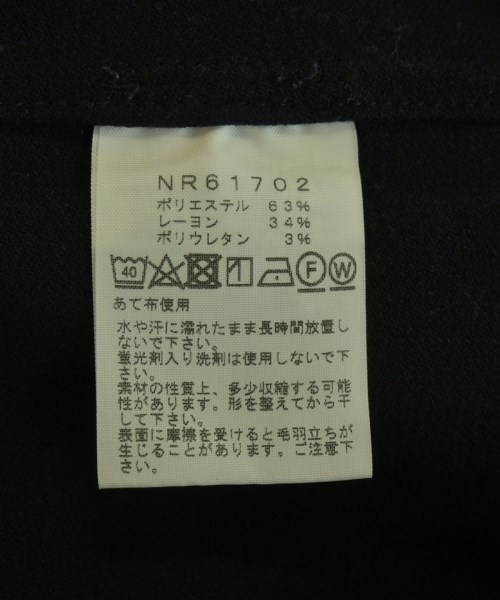 NR61702
ポリエステル 63%
レーヨン 34%
ポリウレタン 3%
40 F W
あて布使用
水や汗に濡れたまま長時間放置し
ないで下さい。
蛍光剤入り洗剤は使用しないで下
さい。
素材の性質上、多少収縮する可能
性があります。形を整えてから干
して下さい。
表面に摩擦を受けると毛羽立ちが
生じることがあります。ご注意下
さい。